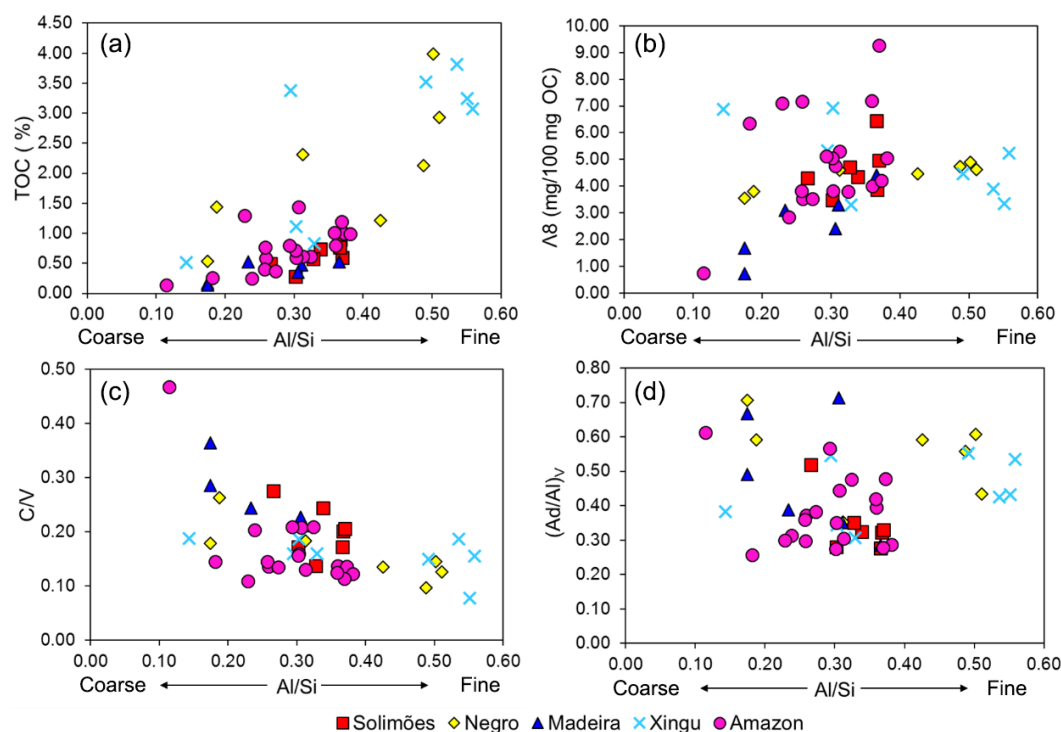 (a)
TOC ( %)
4.50
4.00
3.50
3.00
2.50
2.00
1.50
1.00
0.50
0.00
0.00 0.10 0.20 0.30 0.40 0.50 0.60
Coarse Al/Si Fine
(b)
Λ8 (mg/100 mg OC)
10.00
9.00
8.00
7.00
6.00
5.00
4.00
3.00
2.00
1.00
0.00
0.00 0.10 0.20 0.30 0.40 0.50 0.60
Coarse Al/Si Fine
(c)
C/V
0.50
0.40
0.30
0.20
0.10
0.00
0.00 0.10 0.20 0.30 0.40 0.50 0.60
Coarse Al/Si Fine
(d)
(Ad/Al)V
0.80
0.70
0.60
0.50
0.40
0.30
0.20
0.10
0.00
0.00 0.10 0.20 0.30 0.40 0.50 0.60
Coarse Al/Si Fine
Solimões Negro Madeira Xingu Amazon